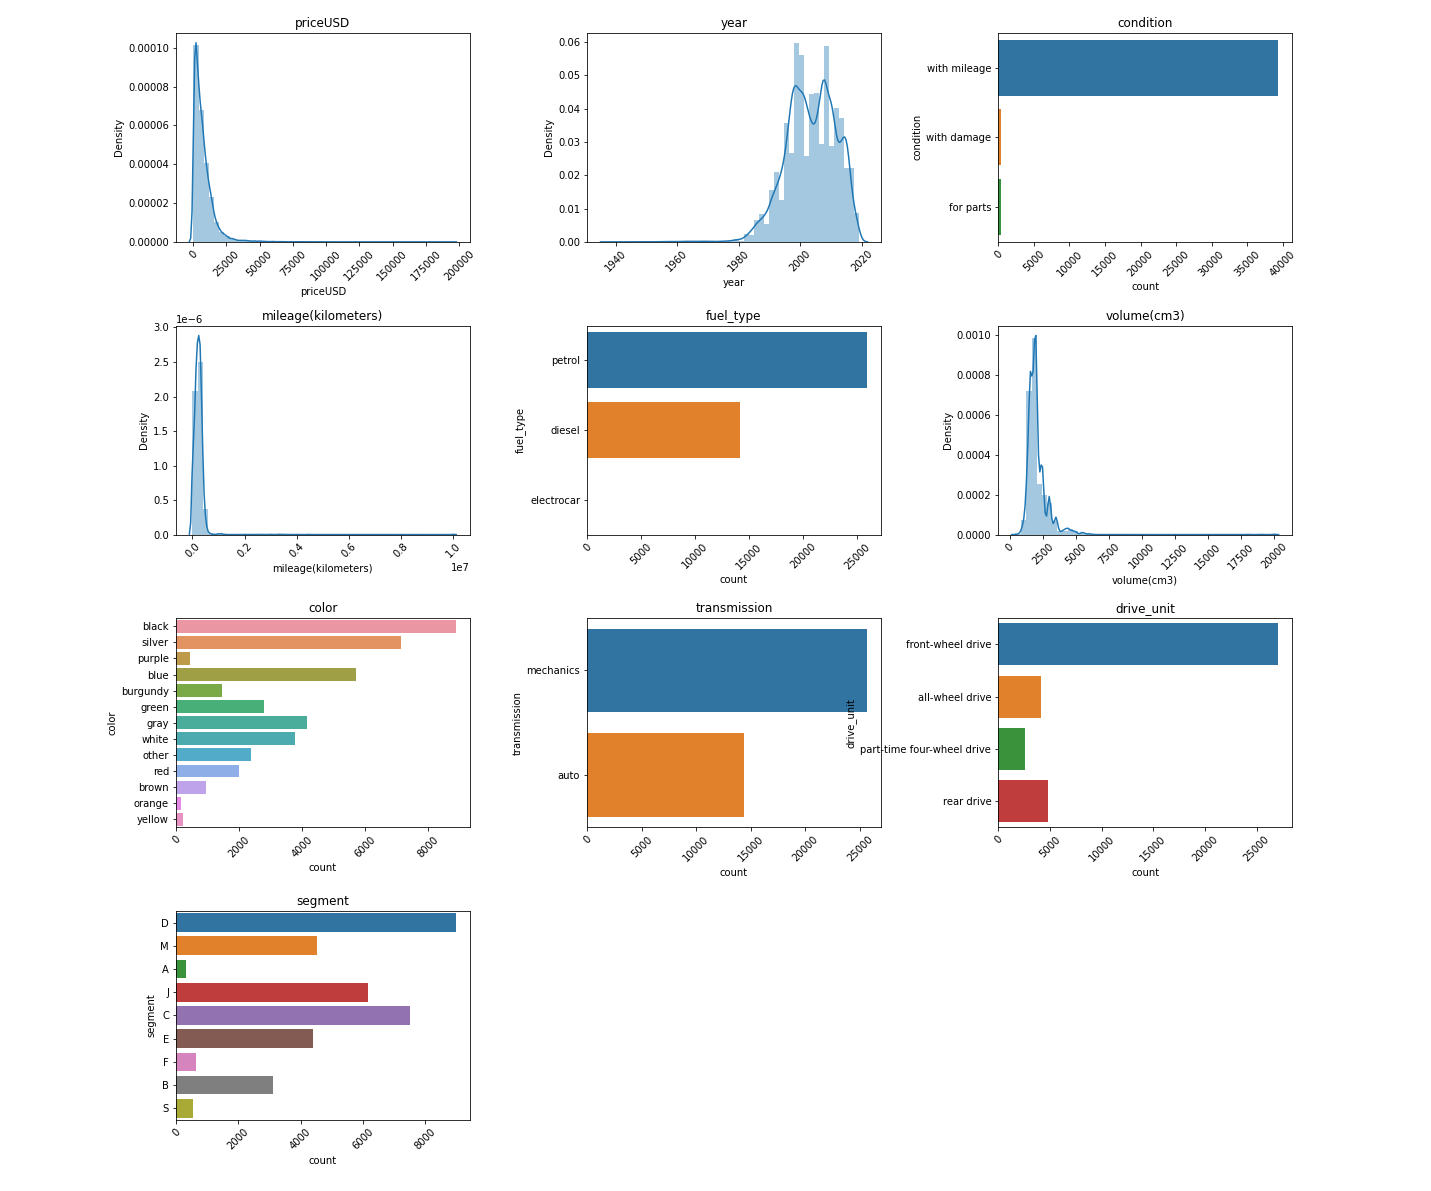 priceUSD
0.00010
0.00008
0.00006
0.00004
0.00002
0.00000
Density
0
25000
50000
75000
100000
125000
150000
175000
200000
priceUSD
year
0.06
0.05
0.04
0.03
0.02
0.01
0.00
Density
1940
1960
1980
2000
2020
year
condition
with mileage
with damage
for parts
condition
0
5000
10000
15000
20000
25000
30000
35000
40000
count
mileage(kilometers)
1e−6
3.0
2.5
2.0
1.5
1.0
0.5
0.0
Density
0.0
0.2
0.4
0.6
0.8
1.0
1e7
mileage(kilometers)
fuel_type
petrol
diesel
electrocar
fuel_type
0
5000
10000
15000
20000
25000
count
volume(cm3)
0.0010
0.0008
0.0006
0.0004
0.0002
0.0000
Density
0
2500
5000
7500
10000
12500
15000
17500
20000
volume(cm3)
color
black
silver
purple
blue
burgundy
green
gray
white
other
red
brown
orange
yellow
color
0
2000
4000
6000
8000
count
transmission
mechanics
auto
transmission
0
5000
10000
15000
20000
25000
count
drive_unit
front-wheel drive
all-wheel drive
part-time four-wheel drive
rear drive
drive_unit
0
5000
10000
15000
20000
25000
count
segment
D
M
A
J
C
E
F
B
S
segment
0
2000
4000
6000
8000
count